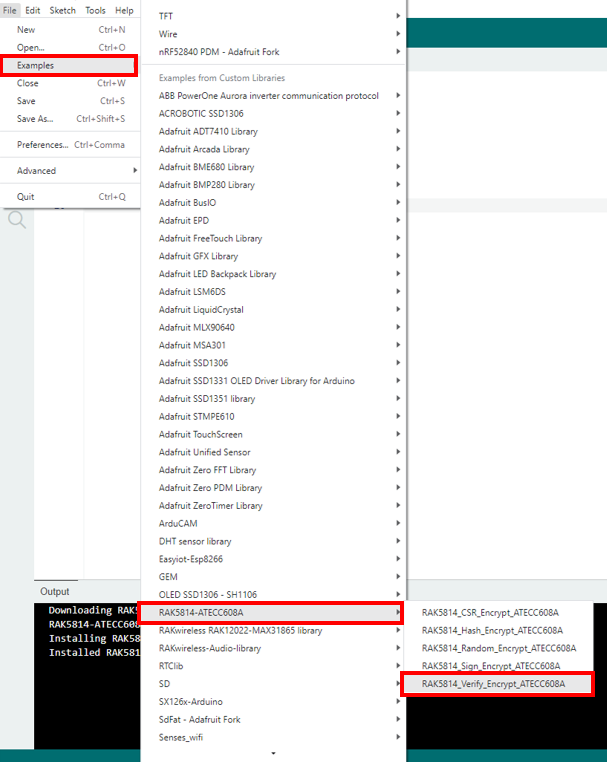 File Edit Sketch Tools Help
New Ctrl+N
Open... Ctrl+O
Examples
Close Ctrl+W
Save Ctrl+S
Save As... Ctrl+Shift+S
Preferences... Ctrl+Comma
Advanced
Quit Ctrl+Q
TFT
Wire
nRF52840 PDM - Adafruit Fork
Examples from Custom Libraries
ABB PowerOne Aurora inverter communication protocol
ACROBOTIC SSD1306
Adafruit ADT7410 Library
Adafruit Arcada Library
Adafruit BME680 Library
Adafruit BMP280 Library
Adafruit BusIO
Adafruit EPD
Adafruit FreeTouch Library
Adafruit GFX Library
Adafruit LED Backpack Library
Adafruit LSM6DS
Adafruit LiquidCrystal
Adafruit MLX90640
Adafruit MSA301
Adafruit SSD1306
Adafruit SSD1331 OLED Driver Library for Arduino
Adafruit SSD1351 library
Adafruit STMPE610
Adafruit TouchScreen
Adafruit Unified Sensor
Adafruit Zero FFT Library
Adafruit Zero PDM Library
Adafruit ZeroTimer Library
ArduCAM
DHT sensor library
Easyiot-Esp8266
GEM
OLED SSD1306 - SH1106
RAK5814-ATECC608A
RAKwireless RAK12022-MAX31865 library
RAKwireless-Audio-library
RTClib
SD
SX126x-Arduino
SdFat - Adafruit Fork
Senses_wifi
RAK5814_CSR_Encrypt_ATECC608A
RAK5814_Hash_Encrypt_ATECC608A
RAK5814_Random_Encrypt_ATECC608A
RAK5814_Sign_Encrypt_ATECC608A
RAK5814_Verify_Encrypt_ATECC608A
Output
Downloading RAK5
RAK5814-ATECC608
Installing RAK58
Installed RAK581